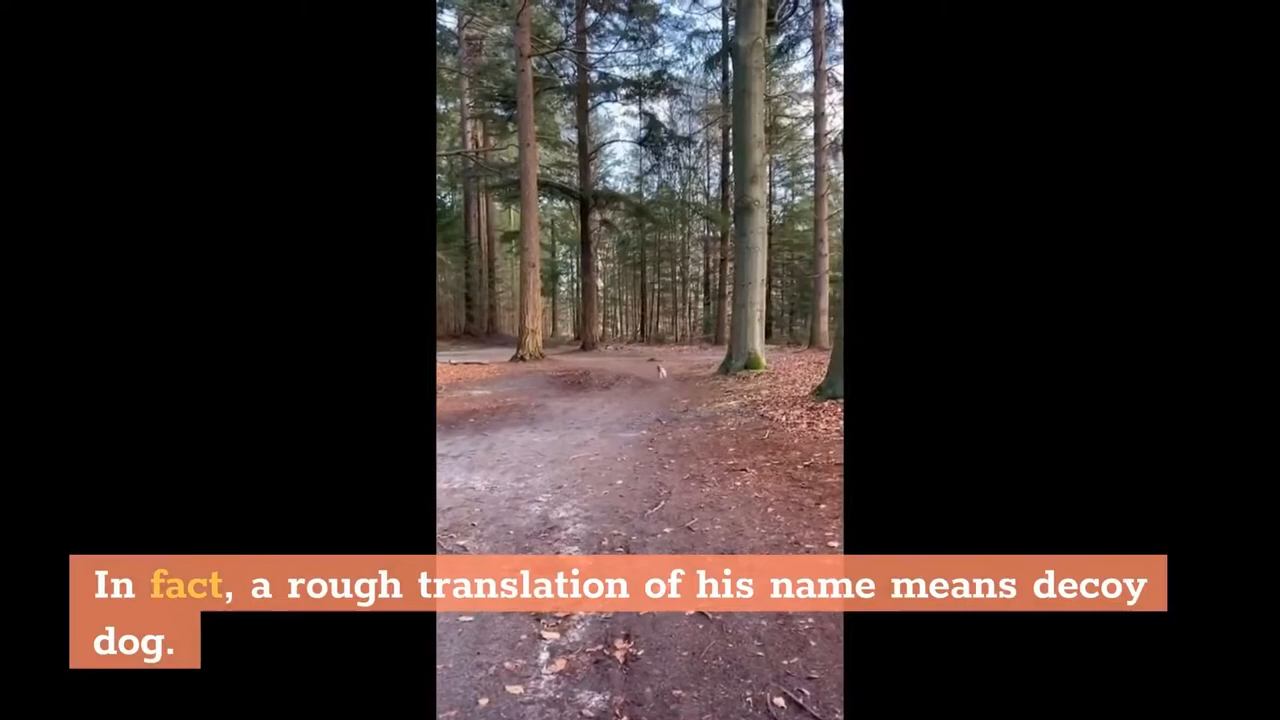 In fact, a rough translation of his name means decoy
dog.